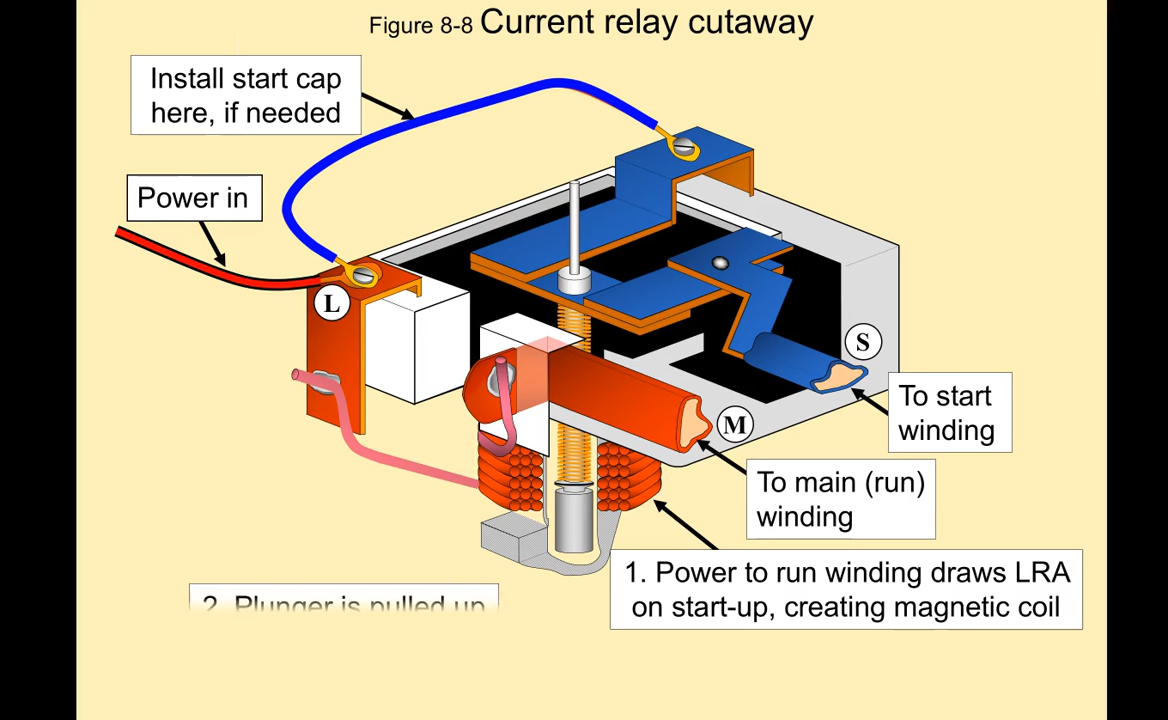 Figure 8-8 Current relay cutaway
Install start cap
here, if needed
Power in
L
S
To start
winding
M
To main (run)
winding
1. Power to run winding draws LRA
on start-up, creating magnetic coil
2. Plunger is pulled up